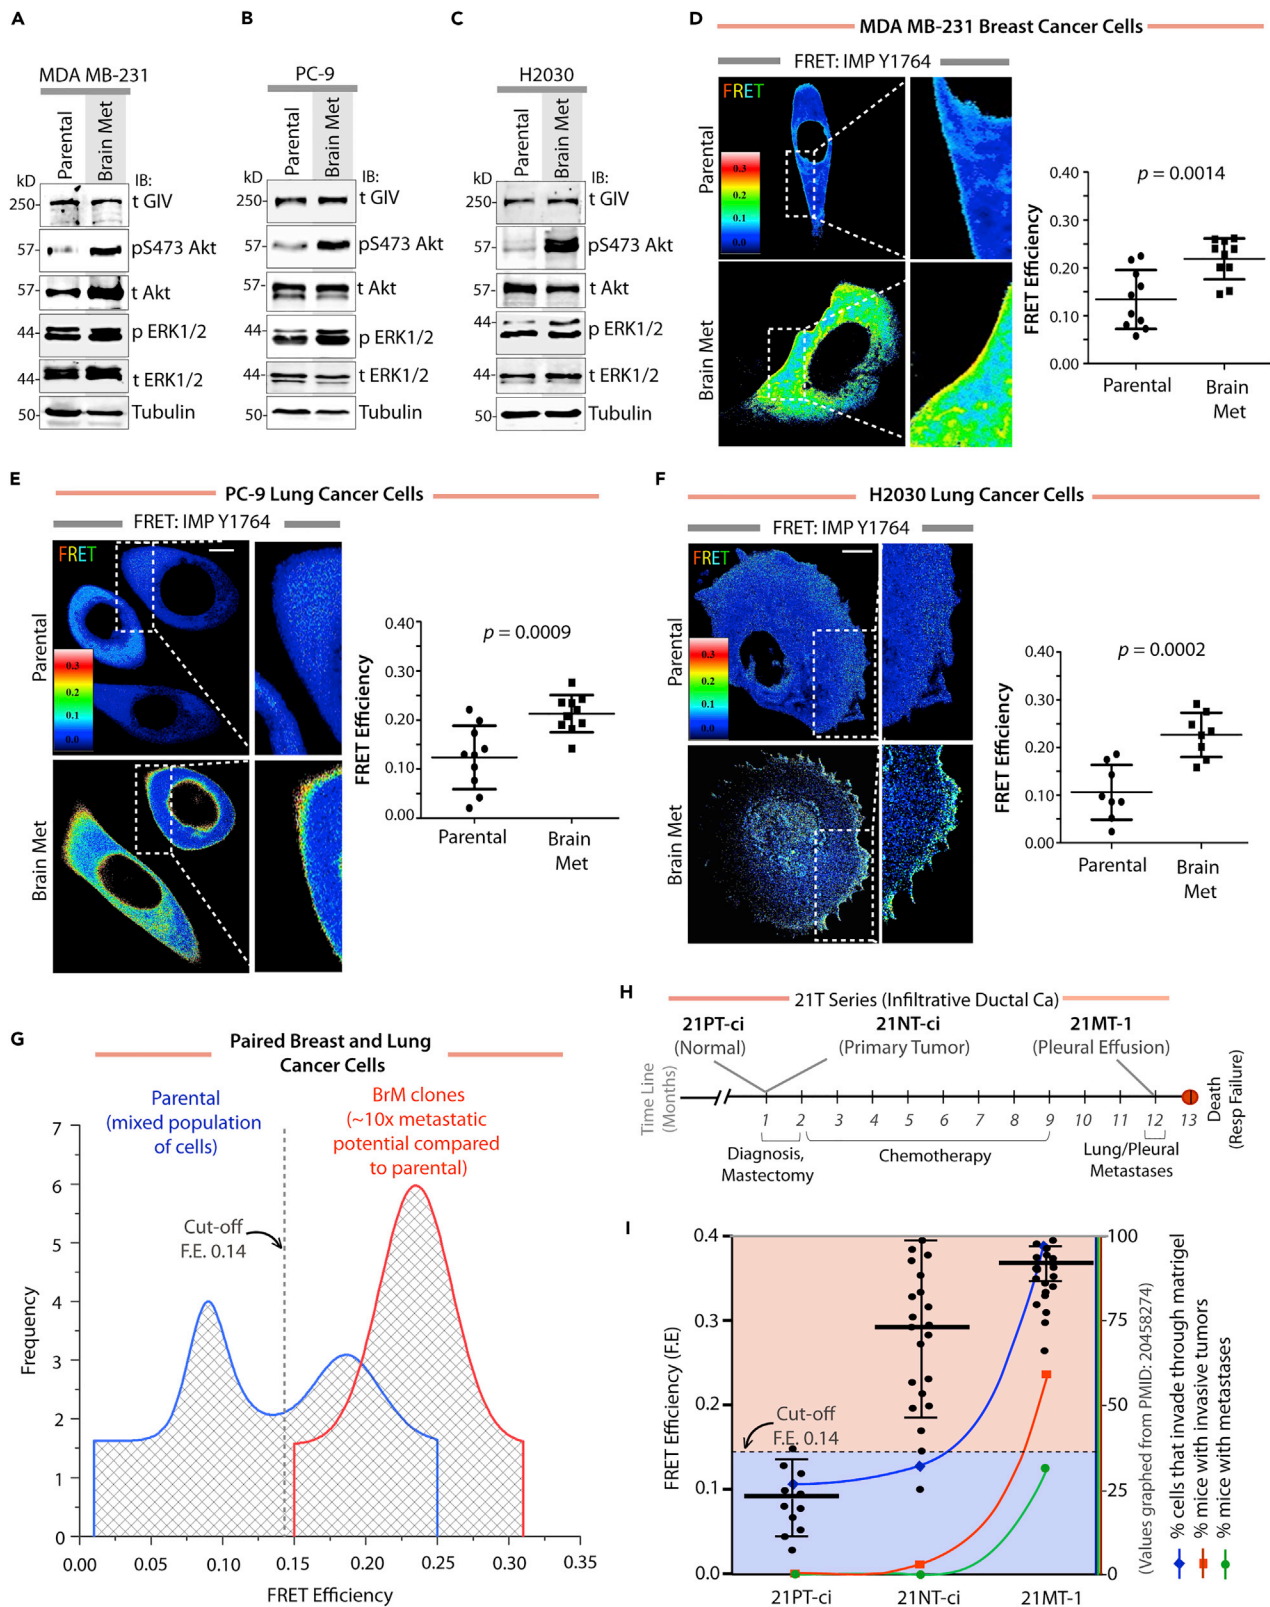 A
MDA MB-231
Parental
Brain Met
kD
IB:
250
t GIV
57
pS473 Akt
57
t Akt
44
p ERK1/2
44
t ERK1/2
50
Tubulin
B
PC-9
Parental
Brain Met
kD
IB:
250
t GIV
57
pS473 Akt
57
t Akt
44
p ERK1/2
44
t ERK1/2
50
Tubulin
C
H2030
Parental
Brain Met
kD
IB:
250
t GIV
57
pS473 Akt
57
t Akt
44
p ERK1/2
44
t ERK1/2
50
Tubulin
D
MDA MB-231 Breast Cancer Cells
FRET: IMP Y1764
FRET
0.3
0.2
0.1
0.0
Parental
Brain Met
FRET Efficiency
0.40
0.30
0.20
0.10
0.00
p = 0.0014
Parental
Brain
Met
E
PC-9 Lung Cancer Cells
FRET: IMP Y1764
FRET
0.3
0.2
0.1
0.0
Parental
Brain Met
FRET Efficiency
0.40
0.30
0.20
0.10
0.00
p = 0.0009
Parental
Brain
Met
F
H2030 Lung Cancer Cells
FRET: IMP Y1764
FRET
0.3
0.2
0.1
0.0
Parental
Brain Met
FRET Efficiency
0.40
0.30
0.20
0.10
0.00
p = 0.0002
Parental
Brain
Met
G
Paired Breast and Lung
Cancer Cells
Parental
(mixed population
of cells)
BrM clones
(~10x metastatic
potential compared
to parental)
Cut-off
F.E. 0.14
Frequency
7
6
5
4
3
2
1
0
0.00 0.05 0.10 0.15 0.20 0.25 0.30 0.35
FRET Efficiency
H
21T Series (Infiltrative Ductal Ca)
21PT-ci
(Normal)
21NT-ci
(Primary Tumor)
21MT-1
(Pleural Effusion)
Time Line
(Months)
1 2 3 4 5 6 7 8 9 10 11 12 13
Death
(Resp Failure)
Diagnosis,
Mastectomy
Chemotherapy
Lung/Pleural
Metastases
I
FRET Efficiency (F.E)
0.4
0.3
0.2
0.1
0.0
Cut-off
F.E. 0.14
21PT-ci
21NT-ci
21MT-1
100
75
50
25
0
(Values graphed from PMID: 20458274)
% cells that invade through matrigel
% mice with invasive tumors
% mice with metastases